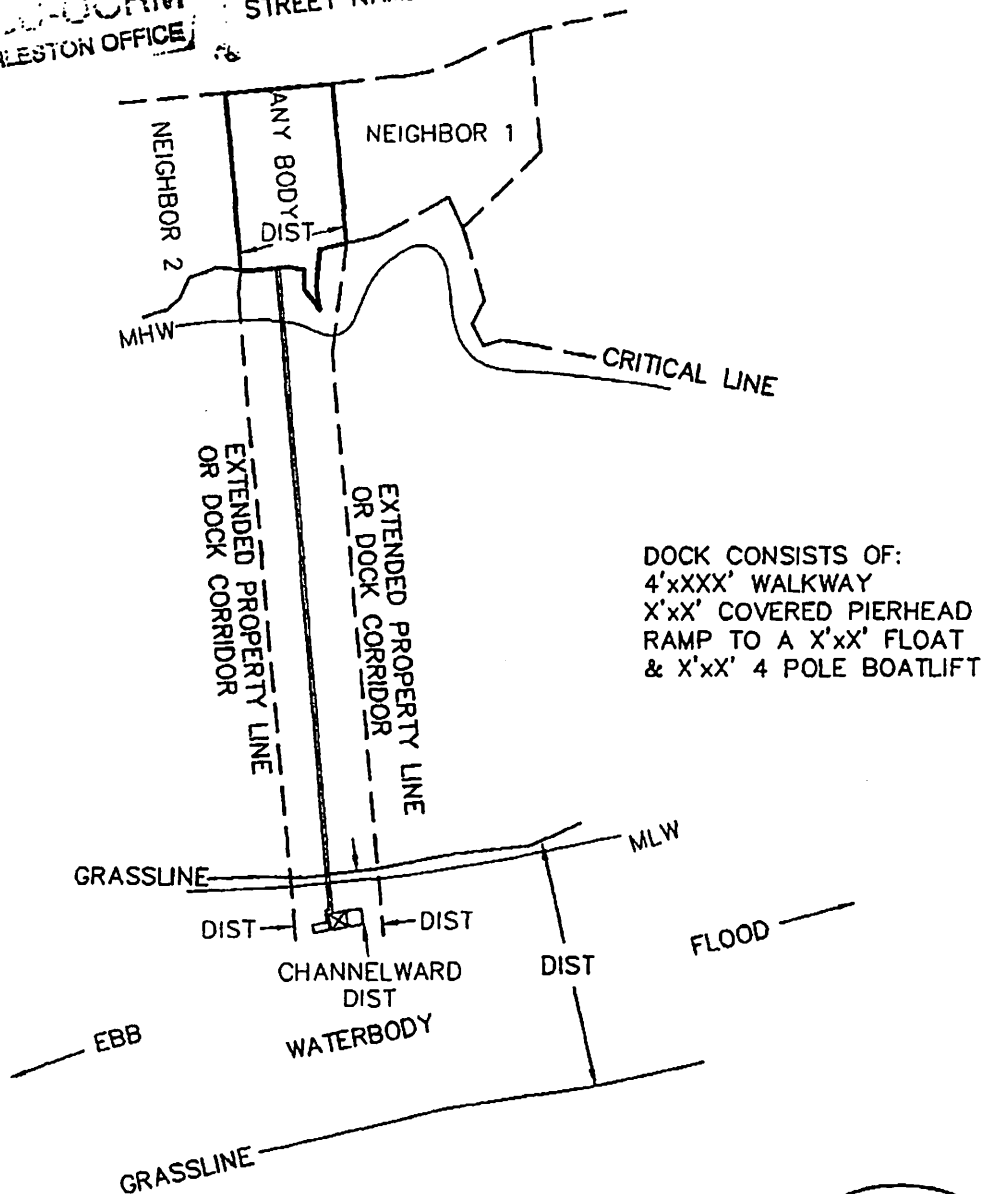 STREET
OFFICE
NEIGHBOR 2
ANY BODY
NEIGHBOR 1
DIST
MHW
CRITICAL LINE
EXTENDED PROPERTY LINE
OR DOCK CORRIDOR
EXTENDED PROPERTY LINE
OR DOCK CORRIDOR
DOCK CONSISTS OF:
4'xXXX' WALKWAY
X'xX' COVERED PIERHEAD
RAMP TO A X'xX' FLOAT
& X'xX' 4 POLE BOATLIFT
GRASSLINE
MLW
DIST
DIST
CHANNELWARD
DIST
DIST
FLOOD
EBB
WATERBODY
GRASSLINE